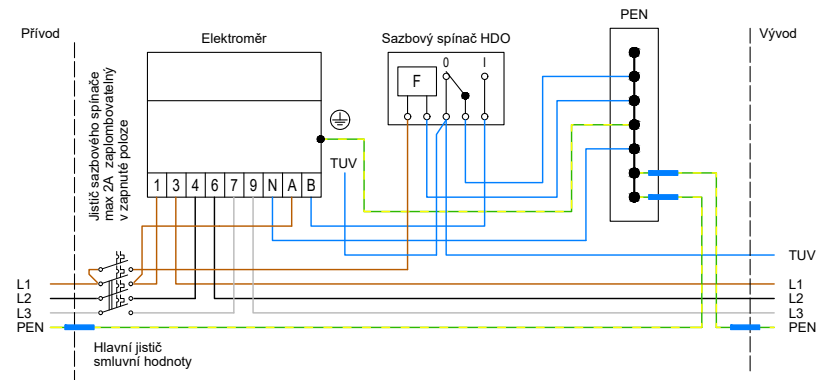 PEN
Přívod
Elektroměr
Sazbový spínač HDO
Vývod
Jistič sazbového spínače
max 2A zaplombovatelný
v zapnuté poloze
0
I
F
TUV
1 3 4 6 7 9 N A B
TUV
L1
L2
L3
PEN
L1
L2
L3
PEN
Hlavní jistič
smluvní hodnoty